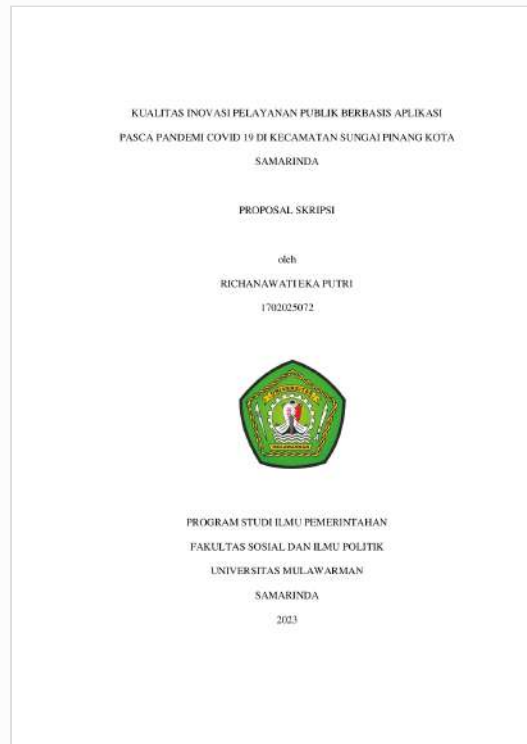 KUALITAS INOVASI PELAYANAN PUBLIK BERBASIS APLIKASI
PASCA PANDEMI COVID 19 DI KECAMATAN SUNGAI PINANG KOTA
SAMARINDA
PROPOSAL SKRIPSI
oleh
RICHANAWATI EKA PUTRI
1702025072
PROGRAM STUDI ILMU PEMERINTAHAN
FAKULTAS SOSIAL DAN ILMU POLITIK
UNIVERSITAS MULAWARMAN
SAMARINDA
2023